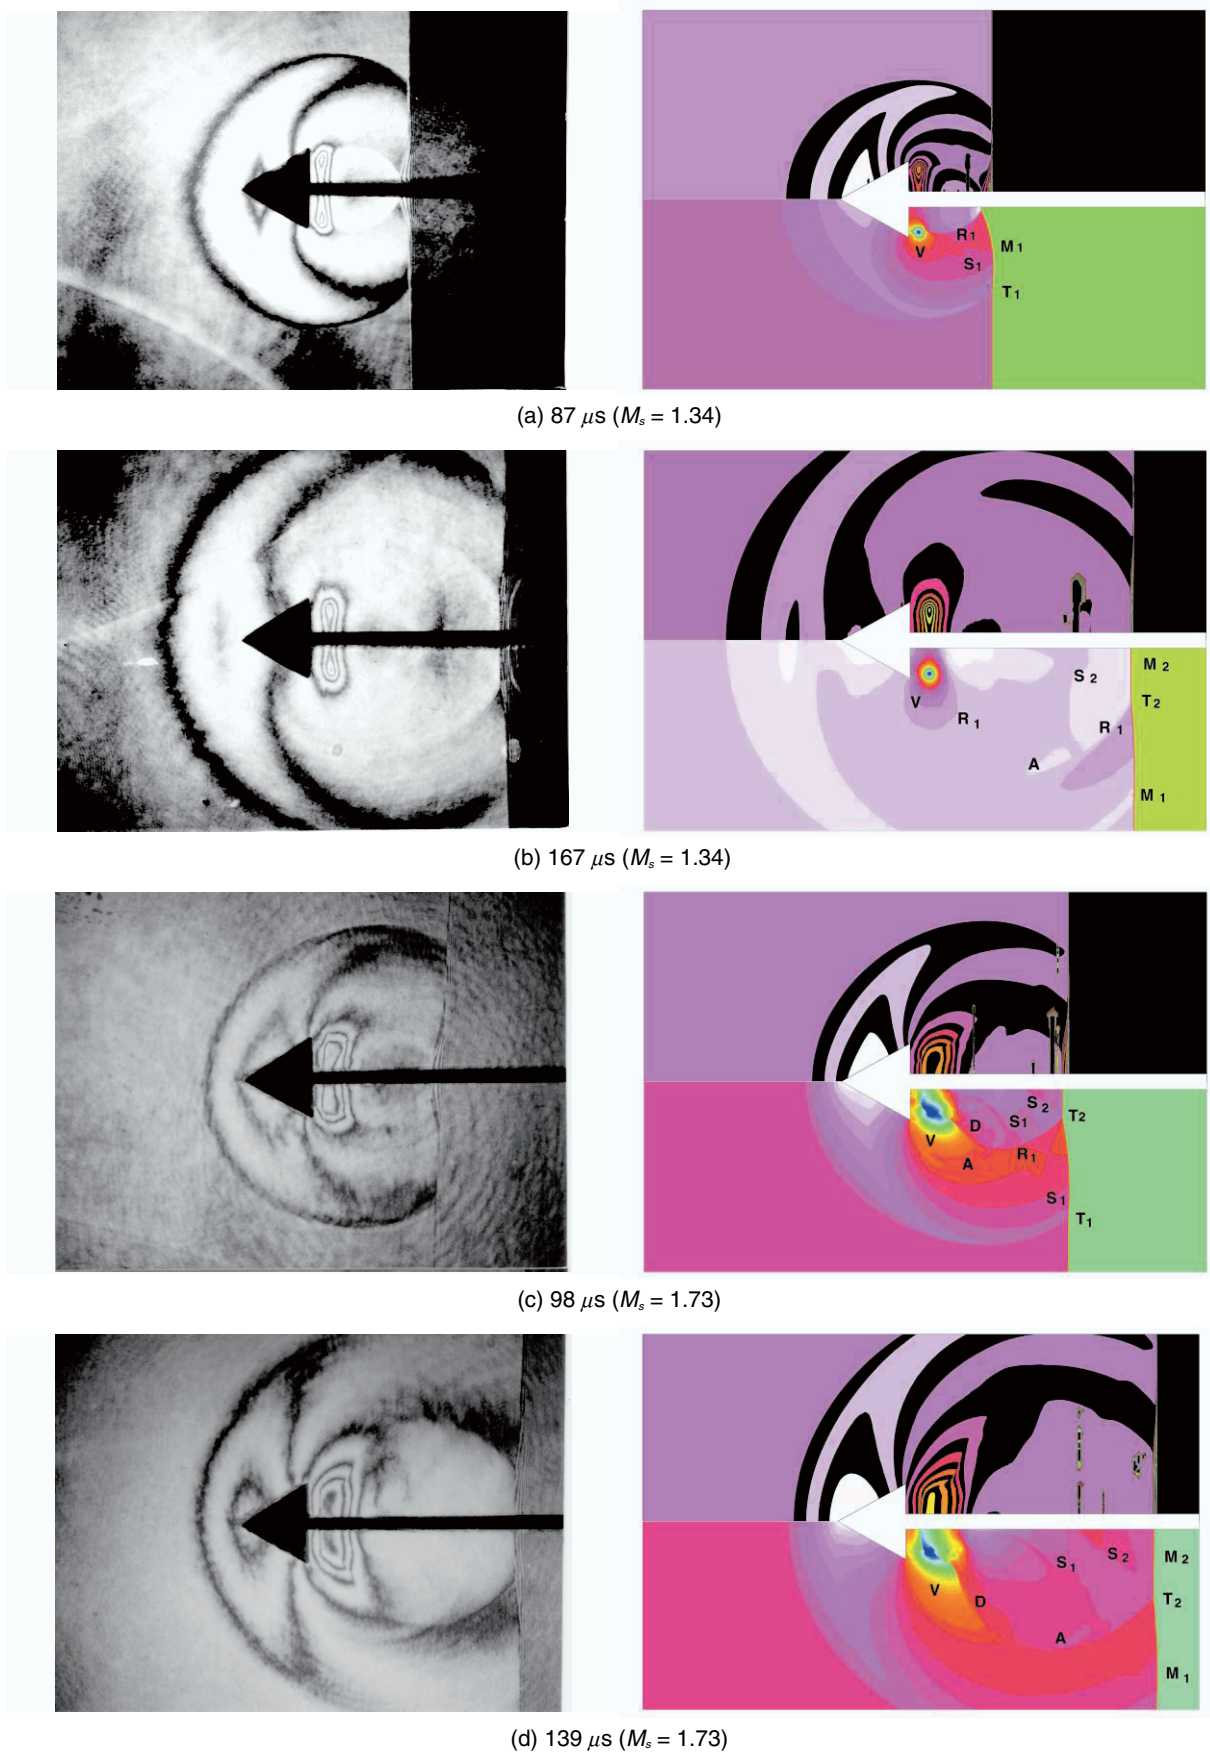 R1
M1
V
S1
T1
(a) 87 μs (Ms = 1.34)
M2
S2
T2
V
R1
R1
A
M1
(b) 167 μs (Ms = 1.34)
S2
T2
S1
D
V
R1
A
S1
T1
(c) 98 μs (Ms = 1.73)
S1
S2
M2
V
D
T2
A
M1
(d) 139 μs (Ms = 1.73)